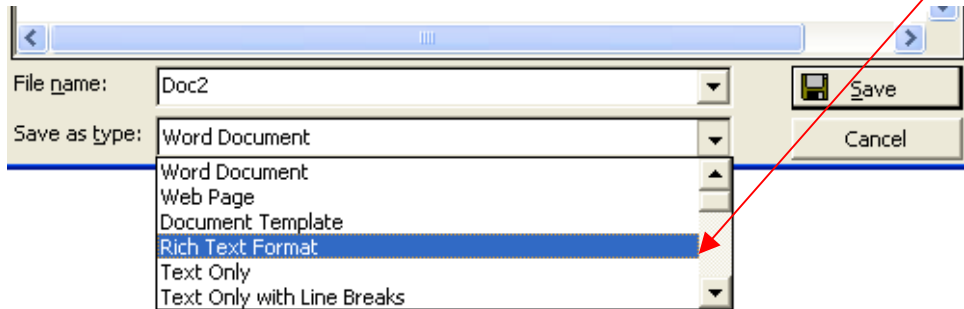 File name: Doc2 Save
Save as type: Word Document Cancel
Word Document
Web Page
Document Template
Rich Text Format
Text Only
Text Only with Line Breaks